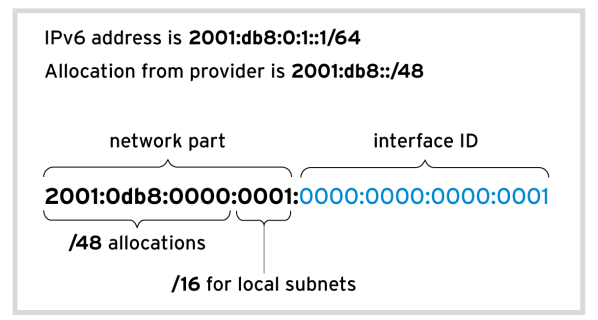 IPv6 address is 2001:db8:0:1::1/64
Allocation from provider is 2001:db8::/48
network part interface ID
2001:0db8:0000:0001:0000:0000:0000:0001
/48 allocations
/16 for local subnets